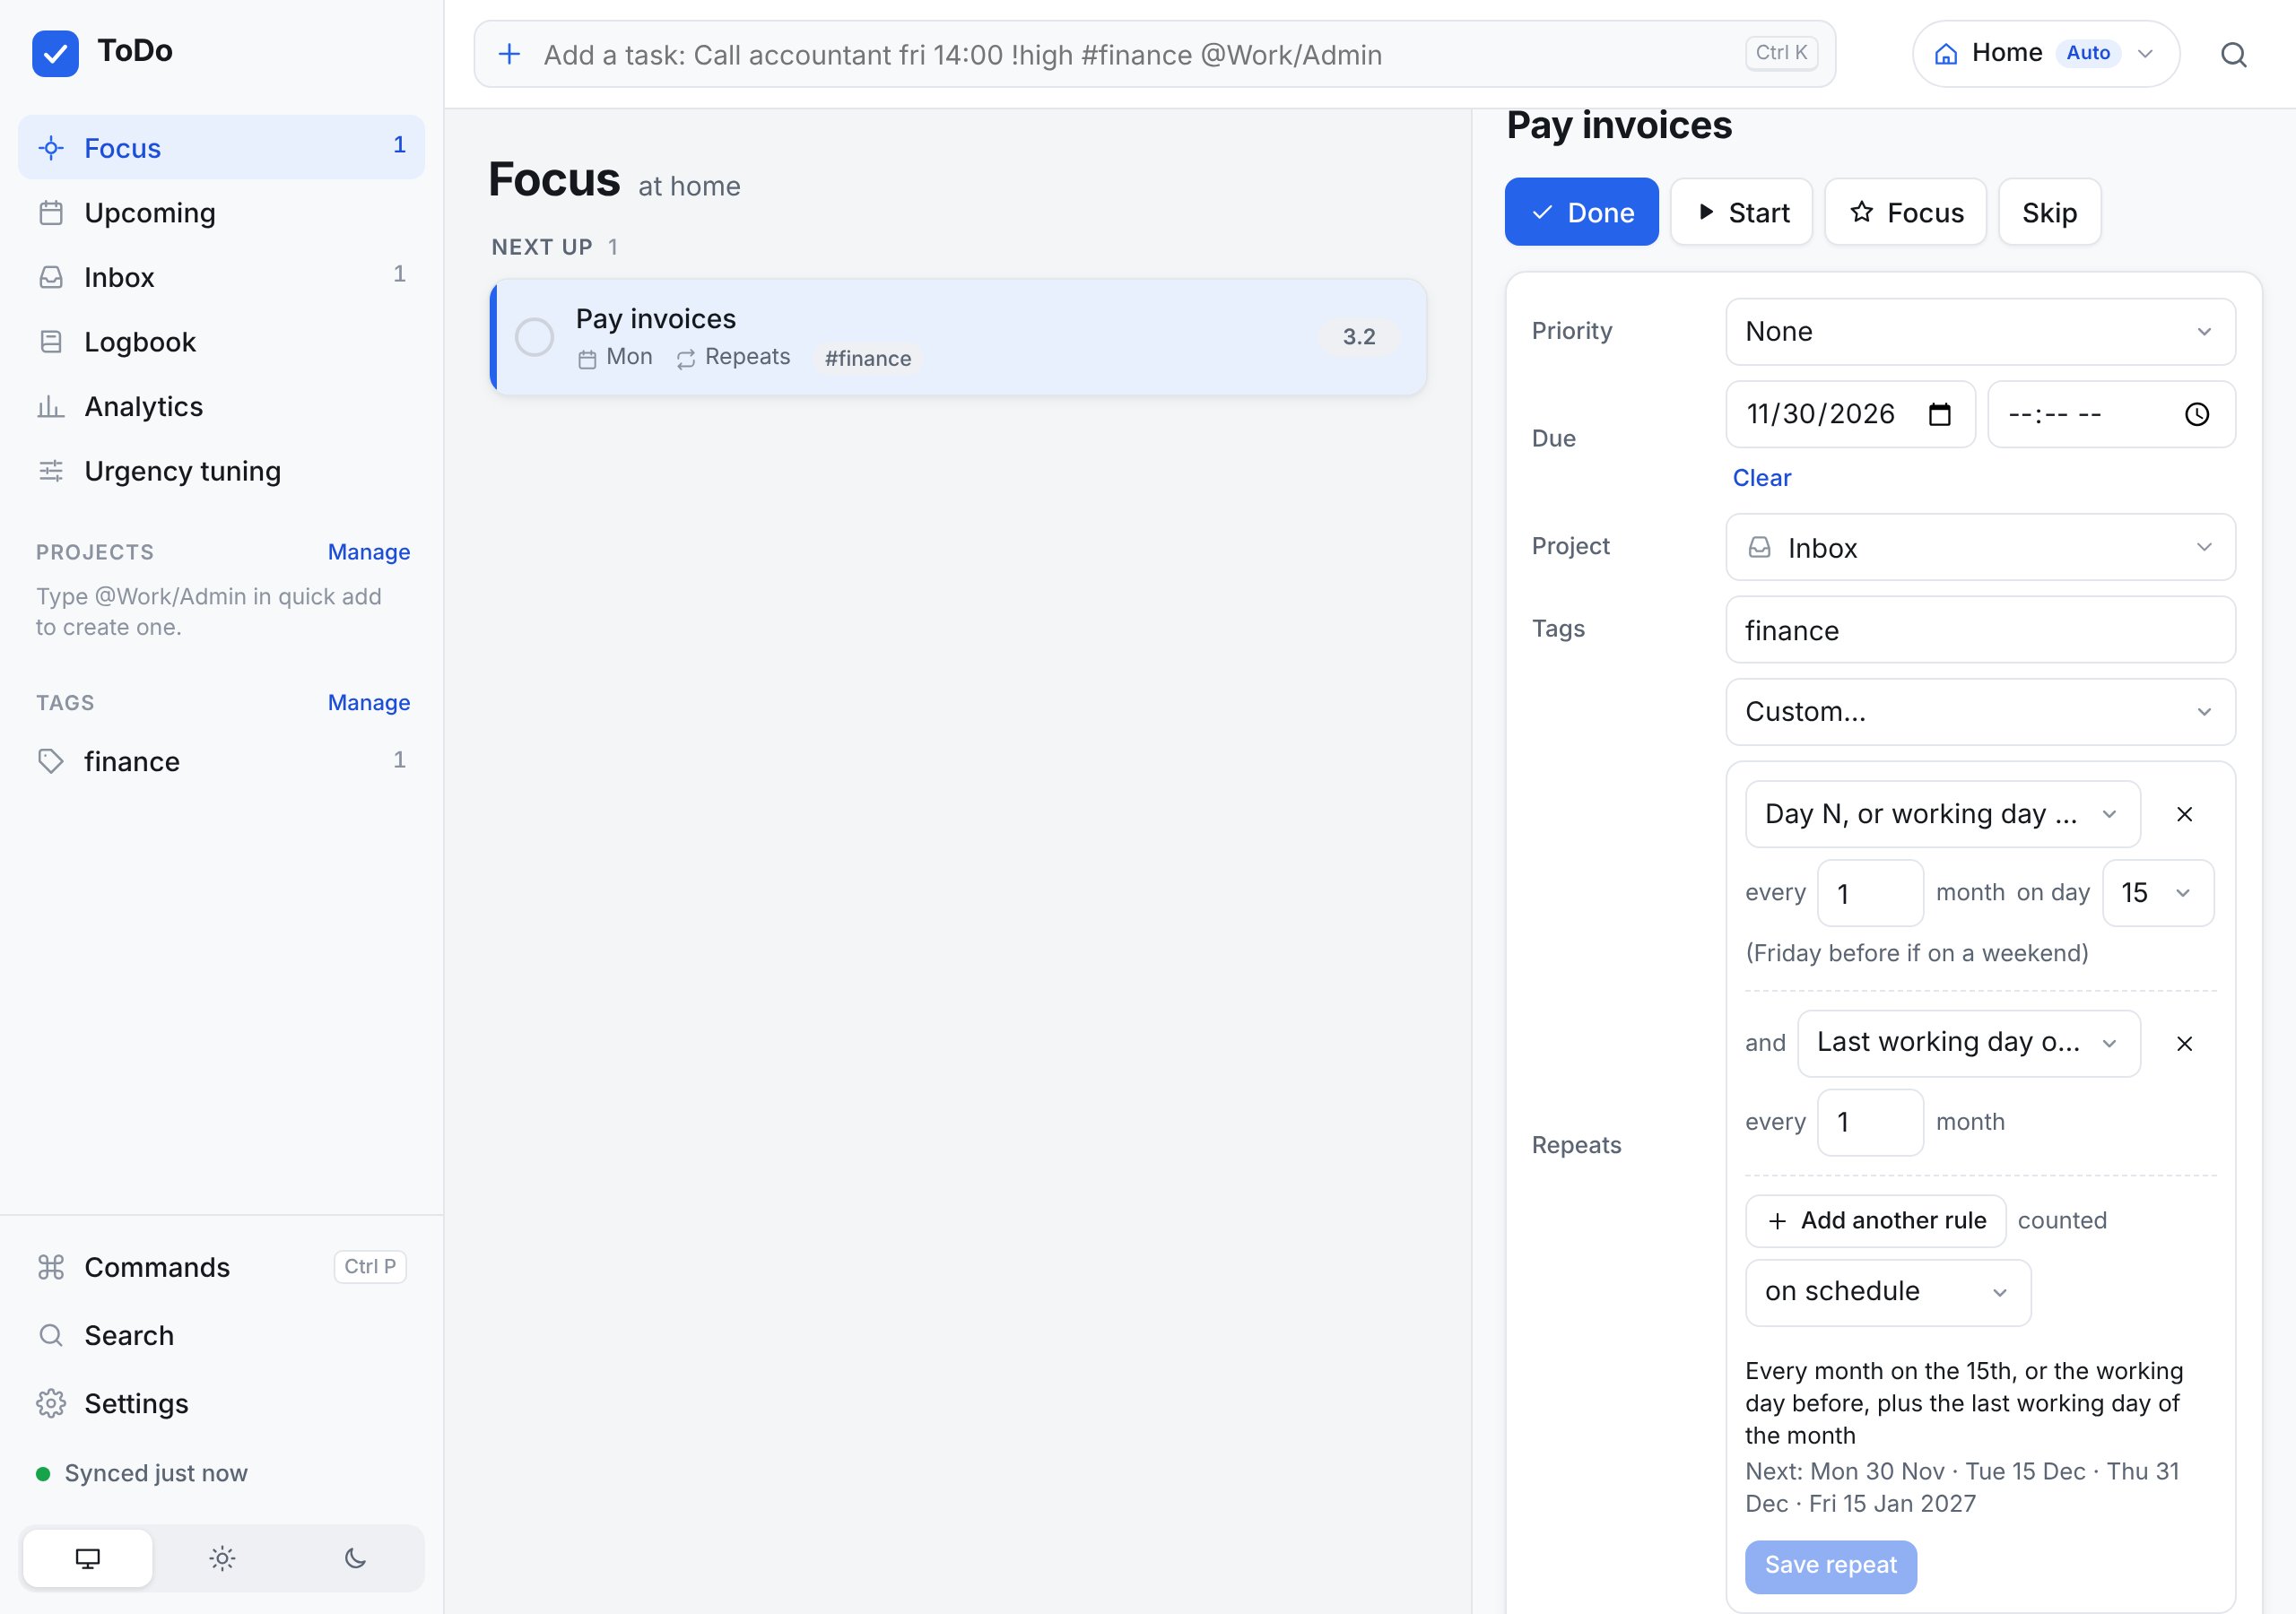 ToDo
Add a task: Call accountant fri 14:00 !high #finance @Work/Admin
Ctrl K
Home
Auto
Focus
1
Upcoming
Inbox
1
Logbook
Analytics
Urgency tuning
PROJECTS
Manage
Type @Work/Admin in quick add
to create one.
TAGS
Manage
finance
1
Commands
Ctrl P
Search
Settings
Synced just now
Focus at home
NEXT UP 1
Pay invoices
Mon
Repeats
#finance
3.2
Pay invoices
Done
Start
Focus
Skip
Priority
None
Due
11/30/2026
--:-- --
Clear
Project
Inbox
Tags
finance
Repeats
Custom...
Day N, or working day ...
every 1 month on day 15
(Friday before if on a weekend)
and Last working day o...
every 1 month
Add another rule counted
on schedule
Every month on the 15th, or the working
day before, plus the last working day of
the month
Next: Mon 30 Nov · Tue 15 Dec · Thu 31
Dec · Fri 15 Jan 2027
Save repeat